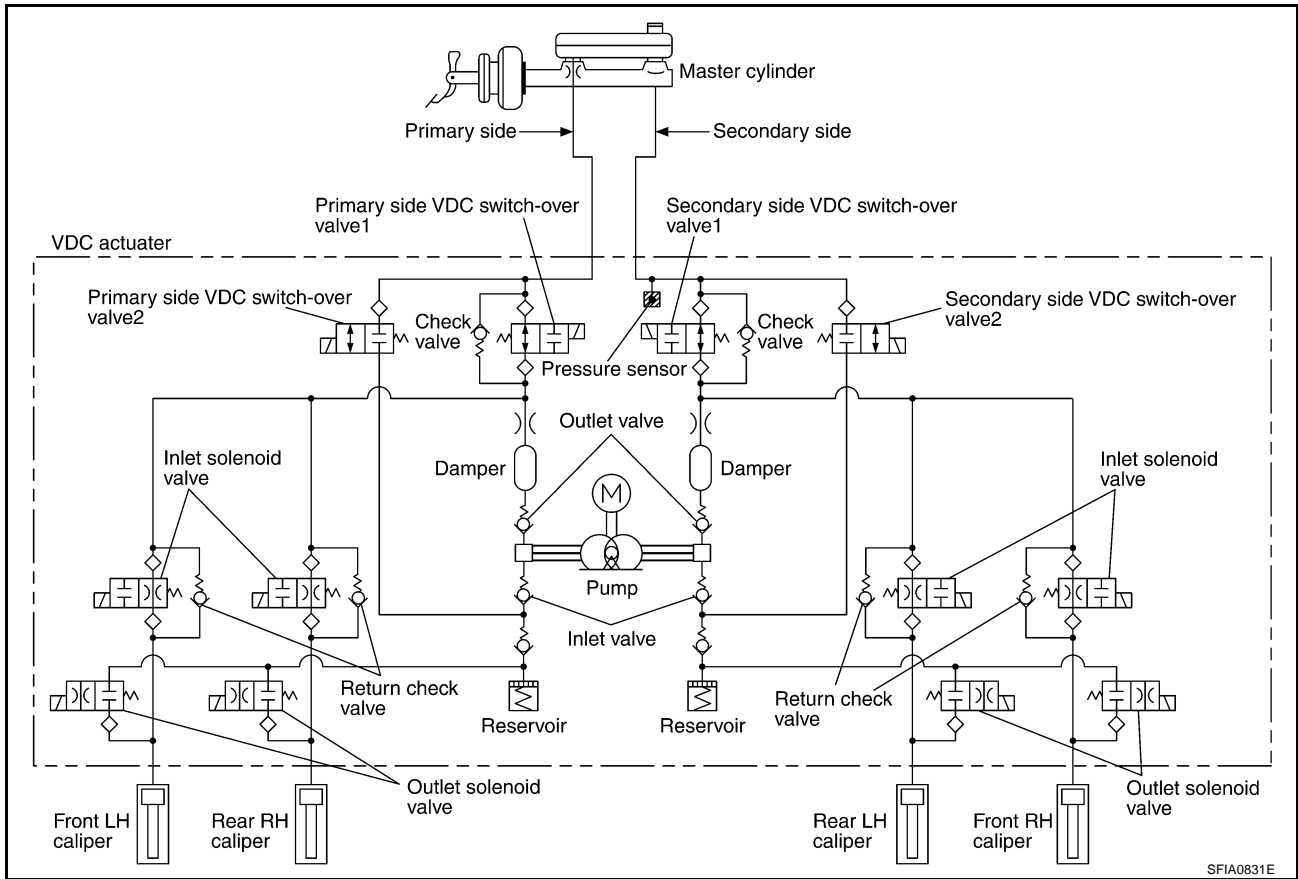 Master cylinder
Primary side
Secondary side
Primary side VDC switch-over
valve1
Secondary side VDC switch-over
valve1
VDC actuater
Primary side VDC switch-over
valve2
Check
valve
Check
valve
Secondary side VDC switch-over
valve2
Pressure sensor
Outlet valve
Inlet solenoid
valve
Damper
Damper
Inlet solenoid
valve
M
Pump
Inlet valve
Return check
valve
Reservoir
Reservoir
Return check
valve
Outlet solenoid
valve
Outlet solenoid
valve
Front LH
caliper
Rear RH
caliper
Rear LH
caliper
Front RH
caliper
SFIA0831E